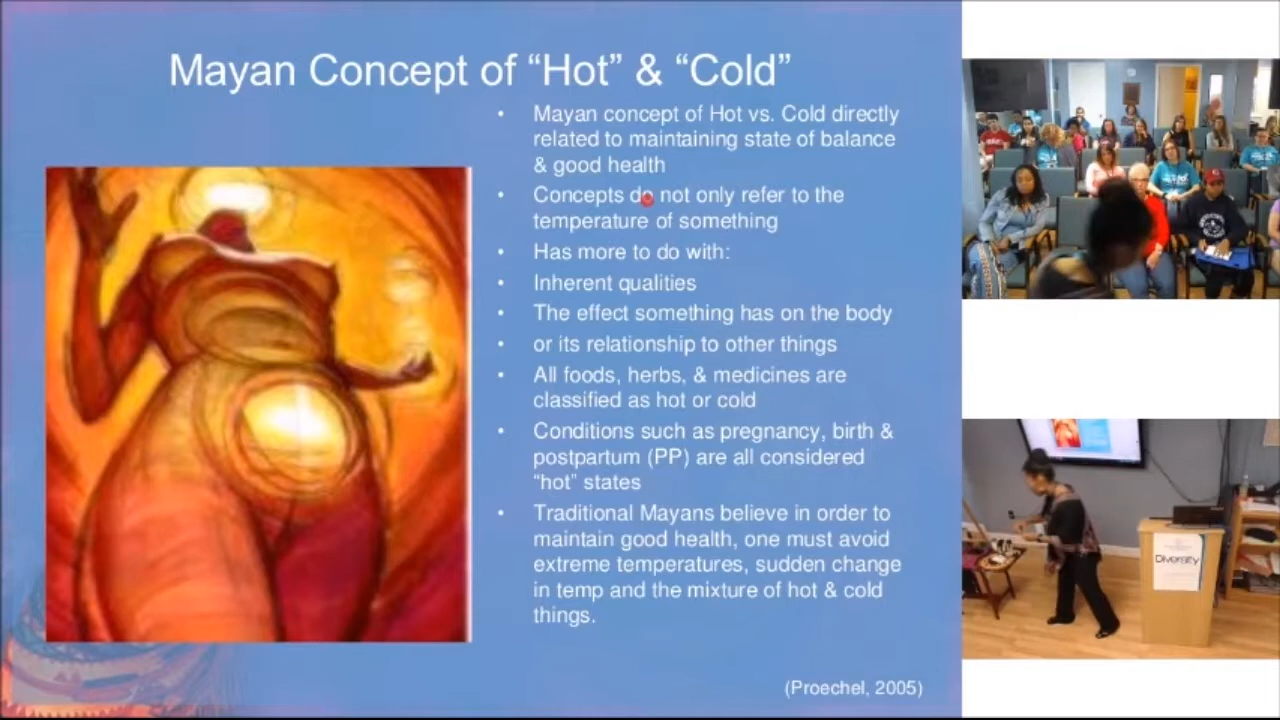 Mayan Concept of “Hot” & “Cold”
• Mayan concept of Hot vs. Cold directly
related to maintaining state of balance
& good health
• Concepts do not only refer to the
temperature of something
• Has more to do with:
• Inherent qualities
• The effect something has on the body
• or its relationship to other things
• All foods, herbs, & medicines are
classified as hot or cold
• Conditions such as pregnancy, birth &
postpartum (PP) are all considered
“hot” states
• Traditional Mayans believe in order to
maintain good health, one must avoid
extreme temperatures, sudden change
in temp and the mixture of hot & cold
things.
(Proechel, 2005)
Diversity